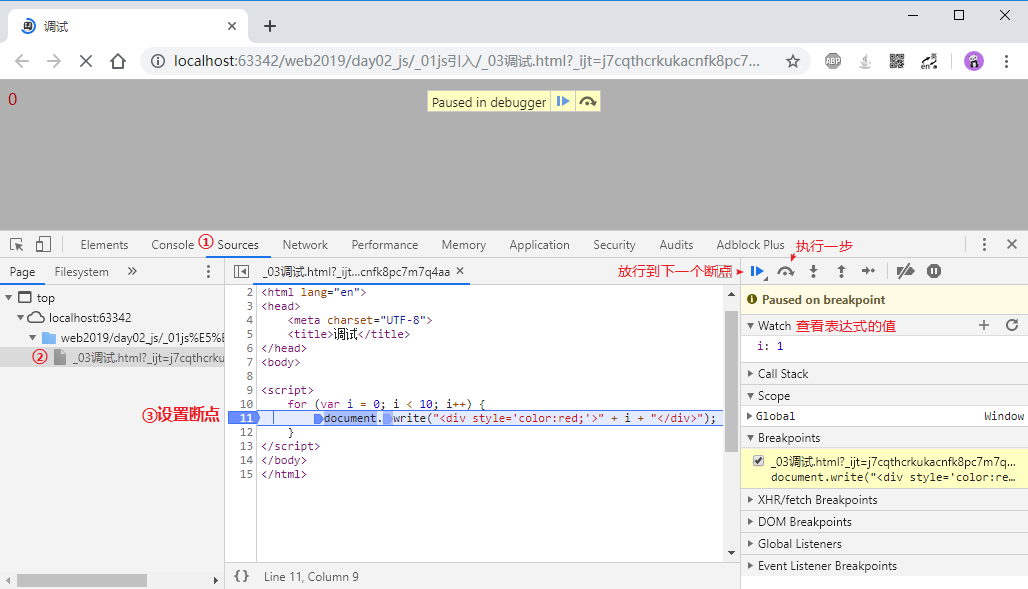 调试
localhost:63342/web2019/day02_js/_01js引入/_03调试.html?_ijt=j7cqthcrkukacnfk8pc7...
ABP
en
0
Paused in debugger
Elements Console ① Sources Network Performance Memory Application Security Audits Adblock Plus
执行一步
Page Filesystem »
_03调试.html?_ijt…cnfk8pc7m7q4aa ×
放行到下一个断点
top
localhost:63342
web2019/day02_js/_01js%E5%E
② _03调试.html?_ijt=j7cqthcrku
③设置断点
2 <html lang="en">
3 <head>
4 <meta charset="UTF-8">
5 <title>调试</title>
6 </head>
7 <body>
8
9 <script>
10 for (var i = 0; i < 10; i++) {
11 document.write("<div style='color:red;'>" + i + "</div>");
12 }
13 </script>
14 </body>
15 </html>
{} Line 11, Column 9
Paused on breakpoint
Watch 查看表达式的值
i: 1
Call Stack
Scope
Global Window
Breakpoints
_03调试.html?_ijt=j7cqthcrkukacnfk8pc7m7q...
document.write("<div style='color:re…
XHR/fetch Breakpoints
DOM Breakpoints
Global Listeners
Event Listener Breakpoints